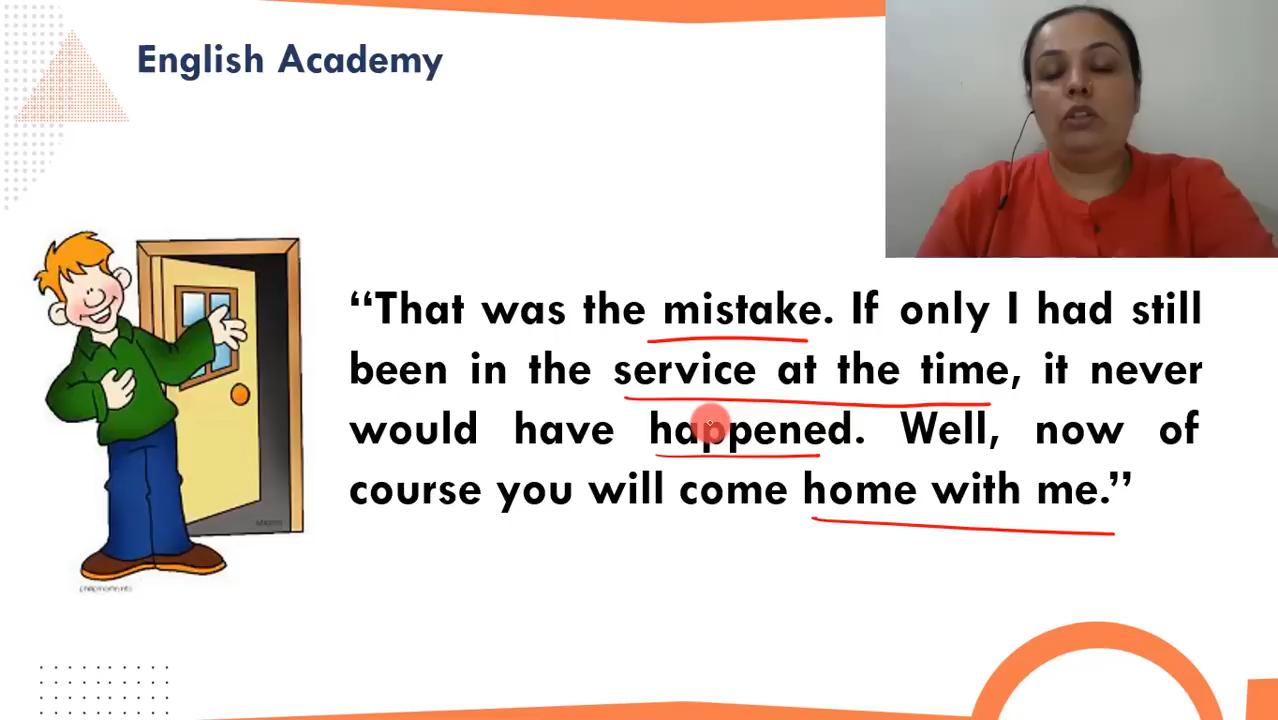 English Academy
“That was the mistake. If only I had still
been in the service at the time, it never
would have happened. Well, now of
course you will come home with me.”